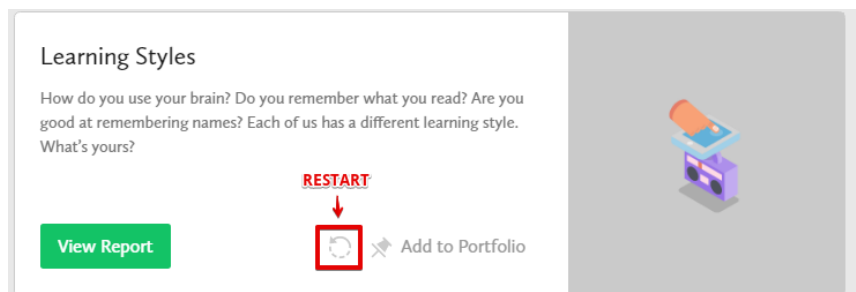 Learning Styles
How do you use your brain? Do you remember what you read? Are you
good at remembering names? Each of us has a different learning style.
What's yours?
RESTART
View Report
Add to Portfolio